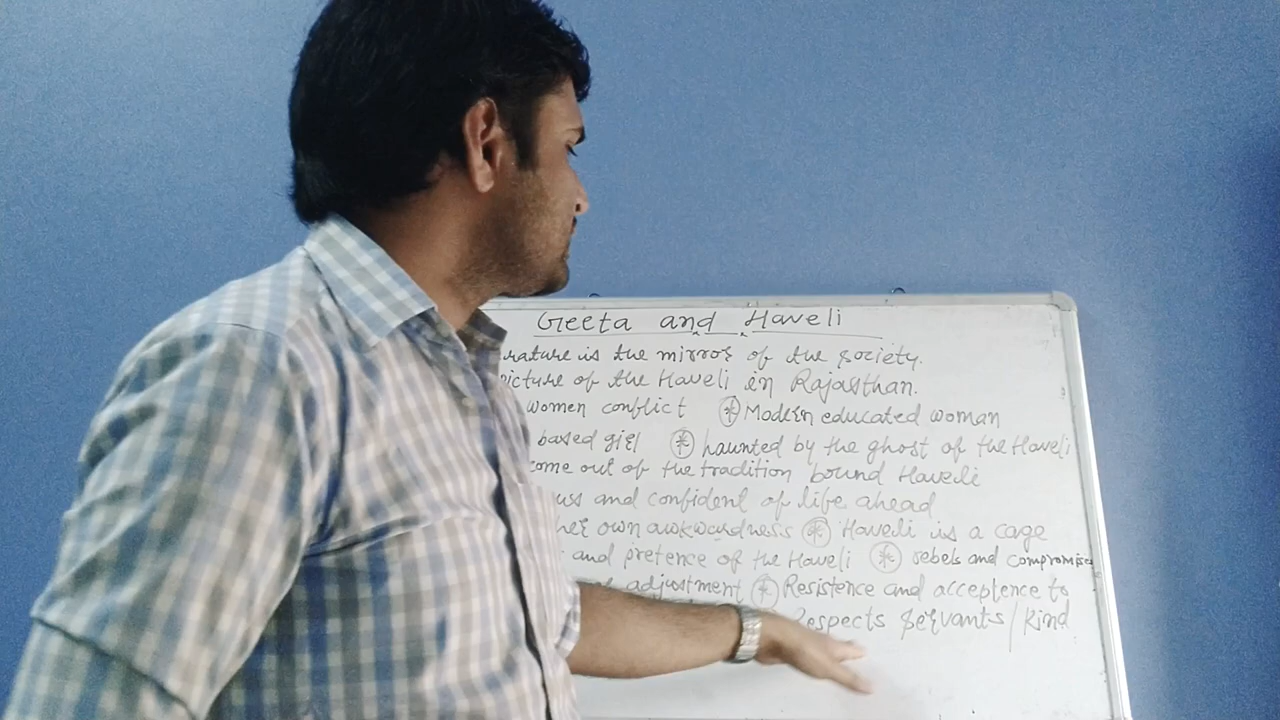 Geeta and Haveli
rature is the mirror of the society.
picture of the Haveli in Rajasthan.
women conflict * Modern educated woman
based girl * haunted by the ghost of the Haveli
come out of the tradition bound Haveli
uss and confident of life ahead
her own awkwardness * Haveli is a cage
and pretence of the Haveli * rebels and compromise
adjustment * Resistence and acceptence to
Respects servants / kind